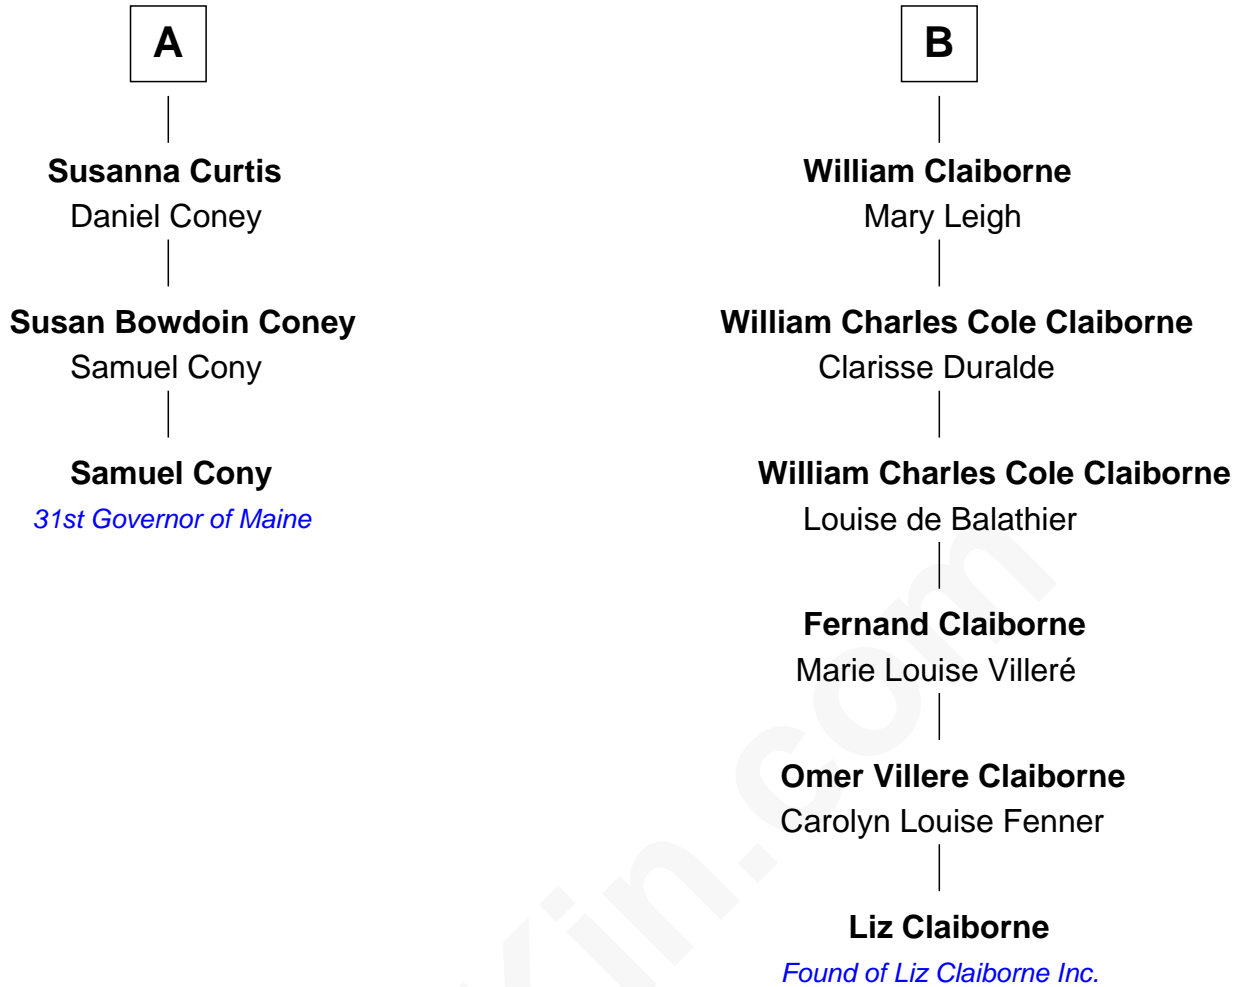 A
Susanna Curtis
Daniel Coney
Susan Bowdoin Coney
Samuel Cony
Samuel Cony
31st Governor of Maine
B
William Claiborne
Mary Leigh
William Charles Cole Claiborne
Clarisse Duralde
William Charles Cole Claiborne
Louise de Balathier
Fernand Claiborne
Marie Louise Villeré
Omer Villere Claiborne
Carolyn Louise Fenner
Liz Claiborne
Found of Liz Claiborne Inc.
Kin.com